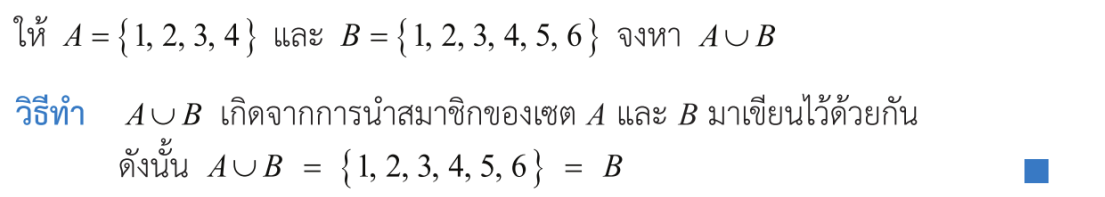 ให้ A = {1, 2, 3, 4} และ B = {1, 2, 3, 4, 5, 6} จงหา A ∪ B
วิธีทำ A ∪ B เกิดจากการนำสมาชิกของเซต A และ B มาเขียนไว้ด้วยกัน
ดังนั้น A ∪ B = {1, 2, 3, 4, 5, 6} = B